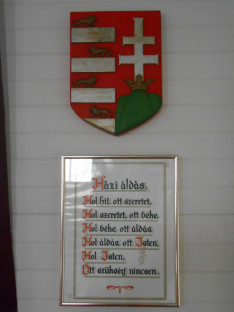 Házi áldás.
Hol hit, ott szeretet,
Hol szeretet, ott béke,
Hol béke, ott áldás,
Hol áldás, ott Isten,
Hol Isten,
Ott szükség nincsen.